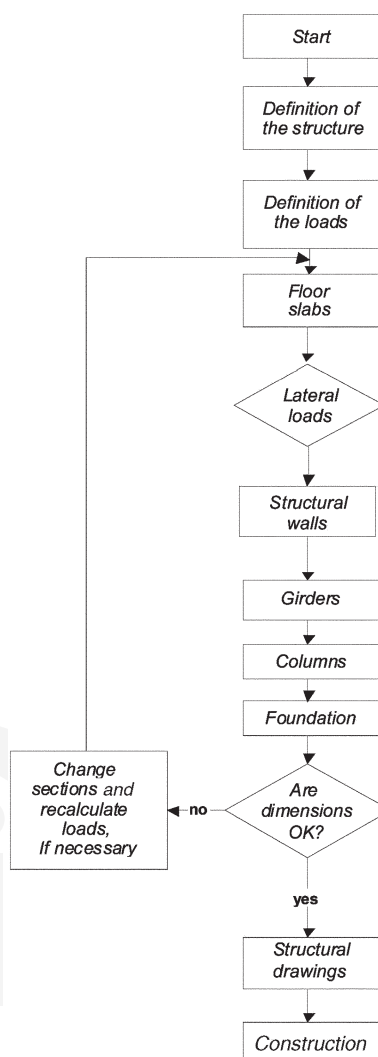 Start
Definition of
the structure
Definition of
the loads
Floor
slabs
Lateral
loads
Structural
walls
Girders
Columns
Foundation
Change
sections and
recalculate
loads,
If necessary
no
Are
dimensions
OK?
yes
Structural
drawings
Construction